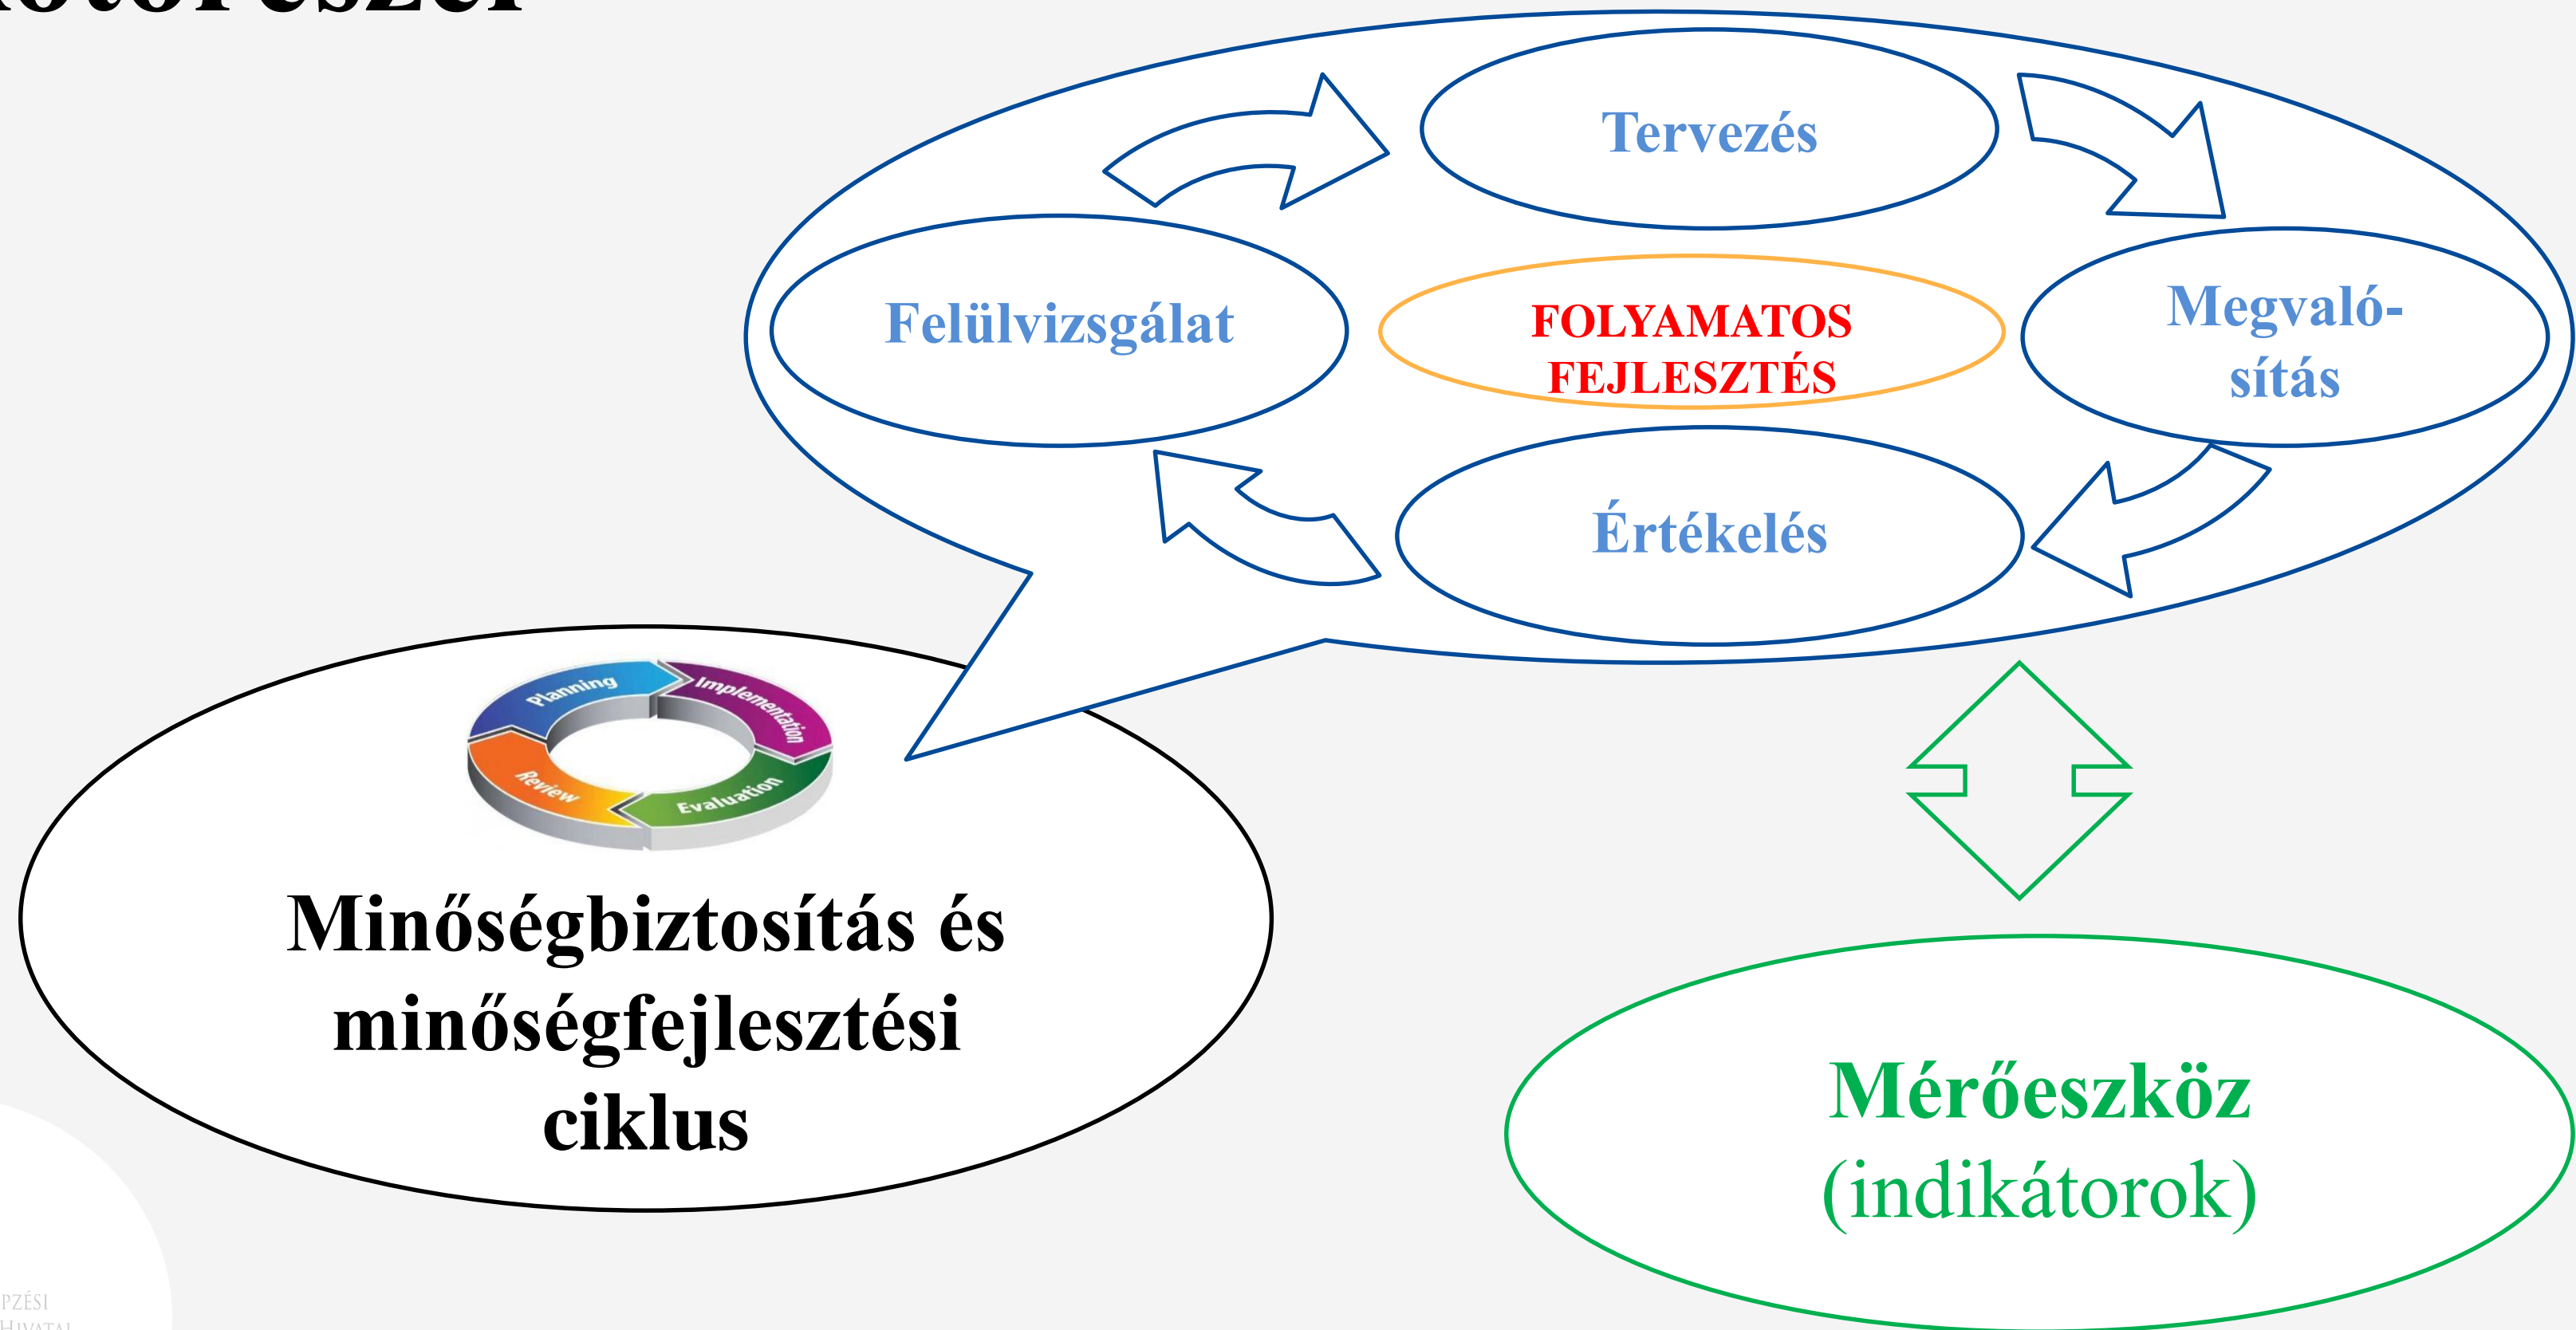 Tervezés
Felülvizsgálat
FOLYAMATOS
FEJLESZTÉS
Megvaló-
sítás
Értékelés
Planning
Implementation
Review
Evaluation
Minőségbiztosítás és
minőségfejlesztési
ciklus
Mérőeszköz
(indikátorok)